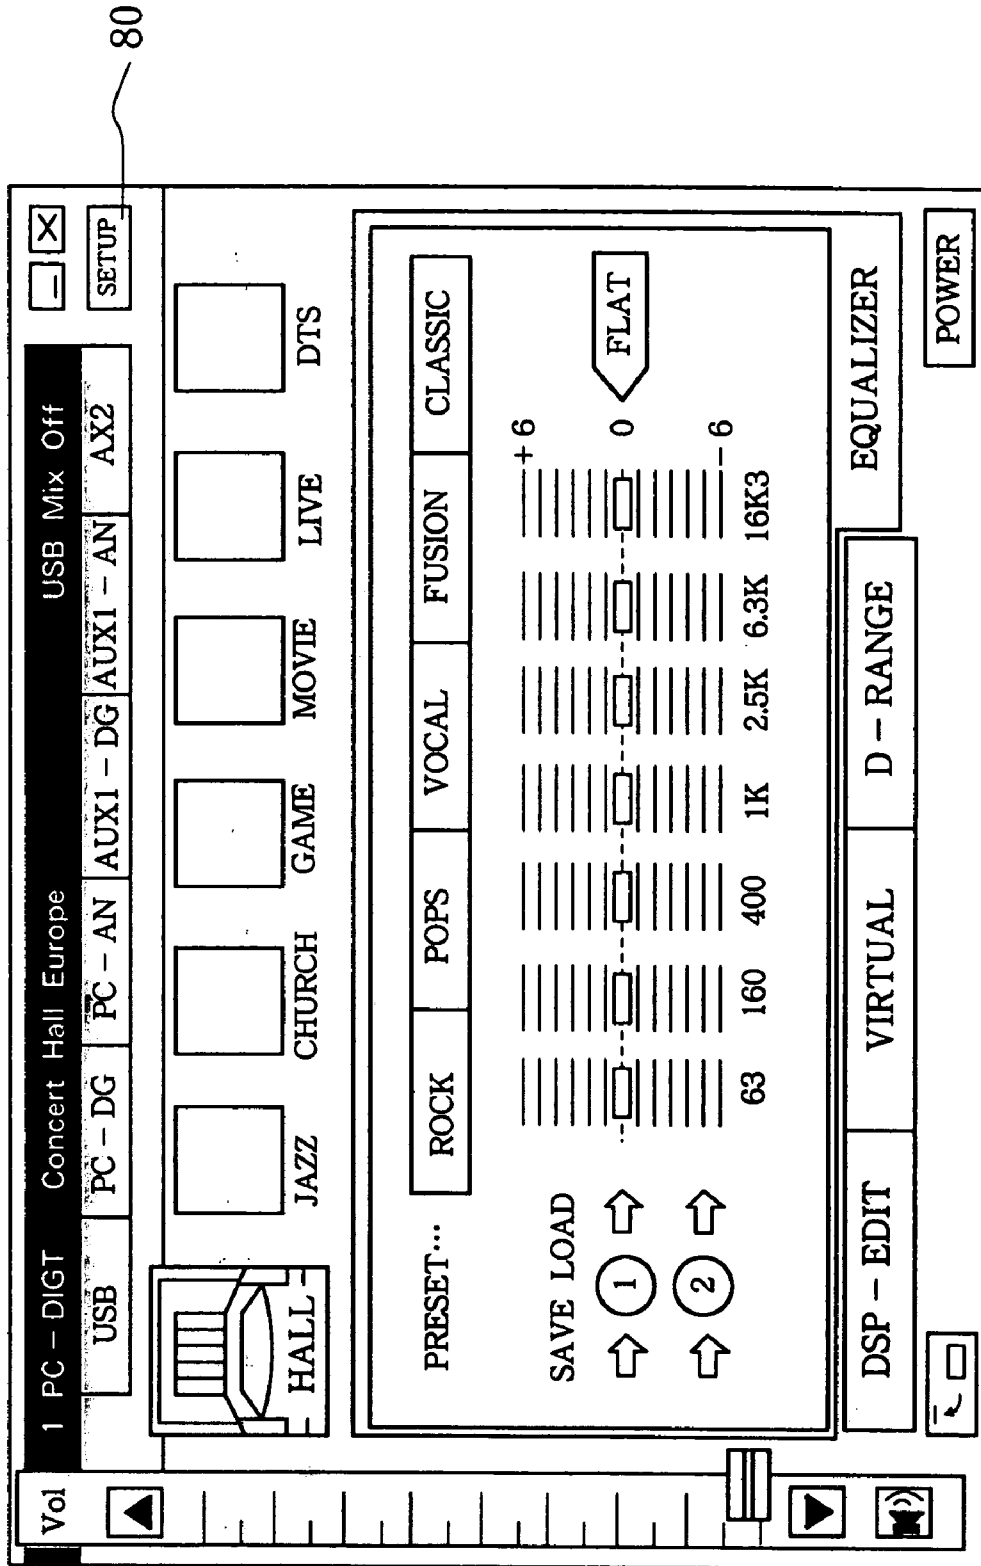 80
Vol
1 PC-DIGT Concert Hall Europe USB Mix Off
USB PC-DG PC-AN AUX1-DG AUX1-AN AX2 SETUP
HALL JAZZ CHURCH GAME MOVIE LIVE DTS
PRESET··· ROCK POPS VOCAL FUSION CLASSIC
SAVE LOAD
+6
1 0 FLAT
2 -6
63 160 400 1K 2.5K 6.3K 16K3
DSP-EDIT VIRTUAL D-RANGE EQUALIZER
POWER